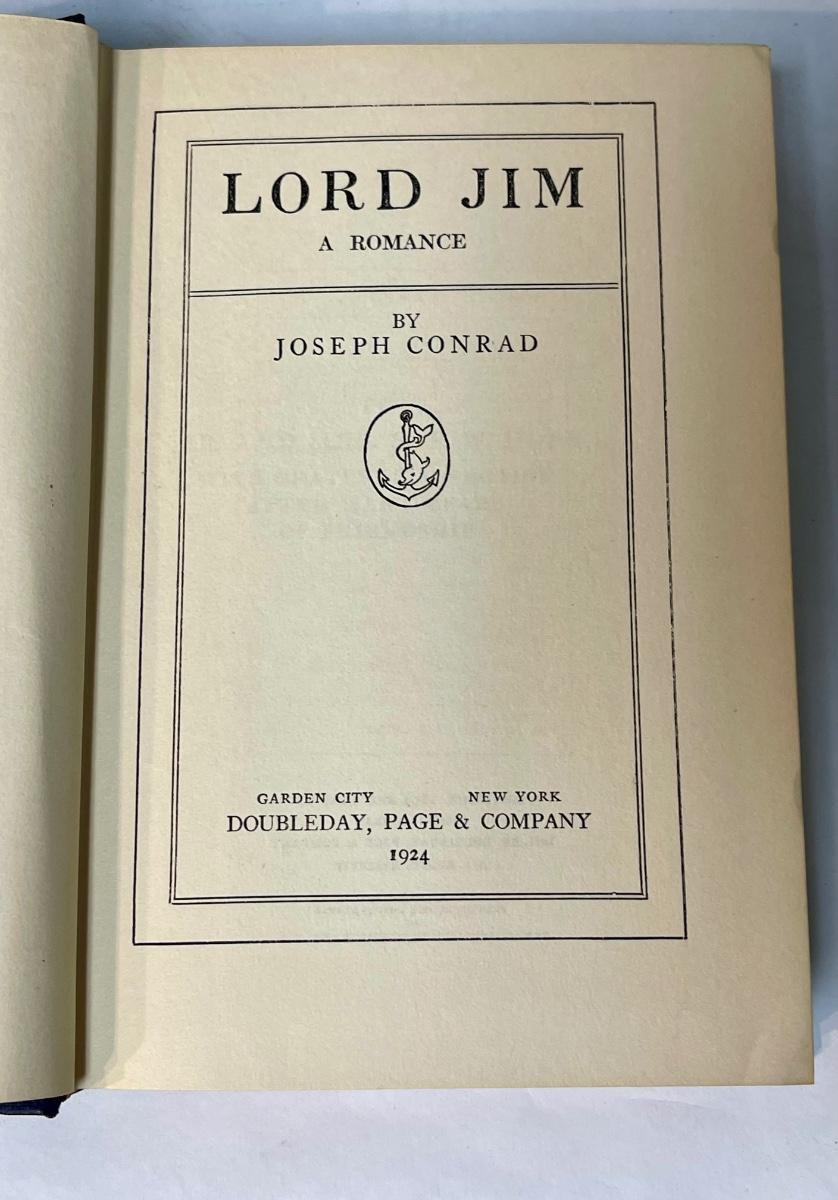 LORD JIM
A ROMANCE
BY
JOSEPH CONRAD
GARDEN CITY NEW YORK
DOUBLEDAY, PAGE & COMPANY
1924